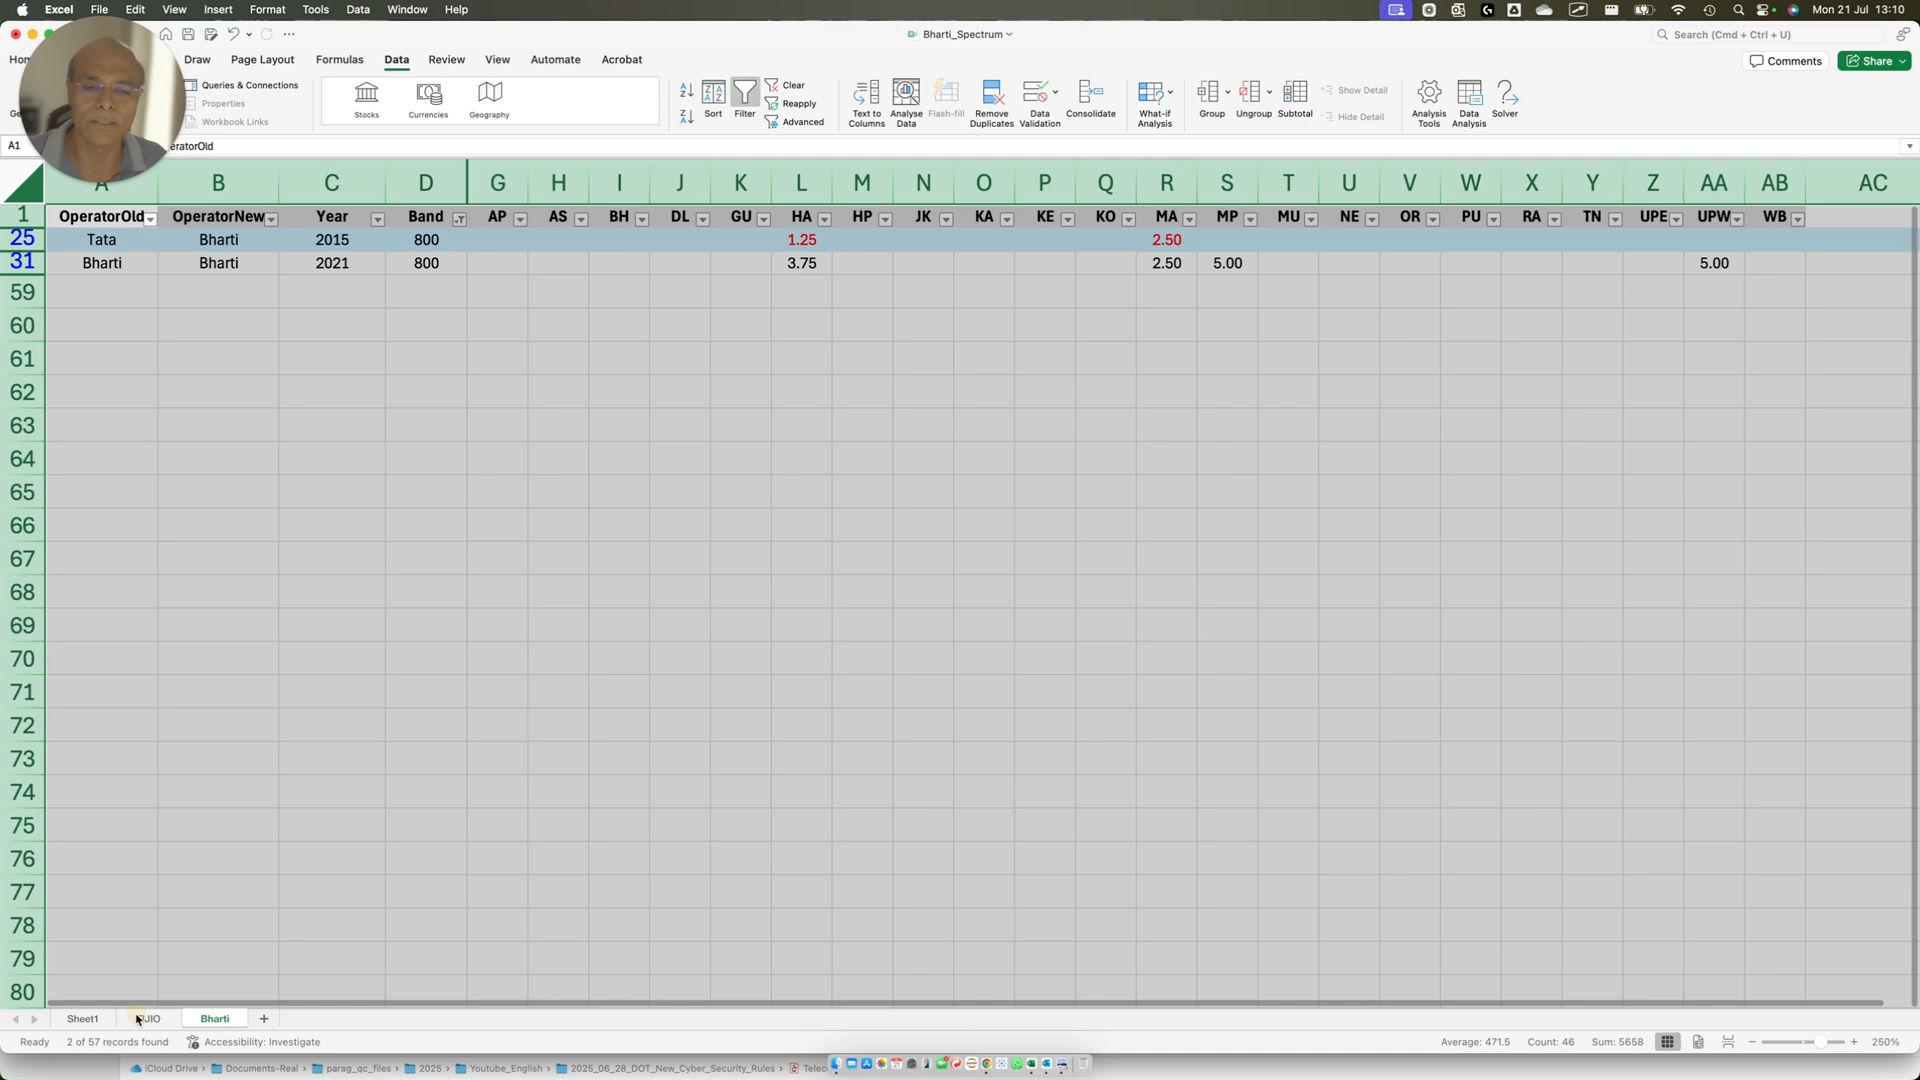 Excel File Edit View Insert Format Tools Data Window Help Mon 21 Jul 13:10
Bharti_Spectrum Search (Cmd + Ctrl + U)
Draw Page Layout Formulas Data Review View Automate Acrobat Comments Share
Queries & Connections
Properties
Workbook Links
Stocks Currencies Geography
Sort Filter
Clear
Reapply
Advanced
Text to Columns
Analyse Data
Flash-fill
Remove Duplicates
Data Validation
Consolidate
What-if Analysis
Group Ungroup Subtotal
Show Detail
Hide Detail
Analysis Tools
Data Analysis
Solver
A1 eratorOld
A B C D G H I J K L M N O P Q R S T U V W X Y Z AA AB AC
1 OperatorOld OperatorNew Year Band AP AS BH DL GU HA HP JK KA KE KO MA MP MU NE OR PU RA TN UPE UPW WB
25 Tata Bharti 2015 800 1.25 2.50
31 Bharti Bharti 2021 800 3.75 2.50 5.00 5.00
59
60
61
62
63
64
65
66
67
68
69
70
71
72
73
74
75
76
77
78
79
80
Sheet1 JIO Bharti +
Ready 2 of 57 records found Accessibility: Investigate Average: 471.5 Count: 46 Sum: 5658 250%
iCloud Drive Documents-Real parag_qc_files 2025 Youtube_English 2025_06_28_DOT_New_Cyber_Security_Rules